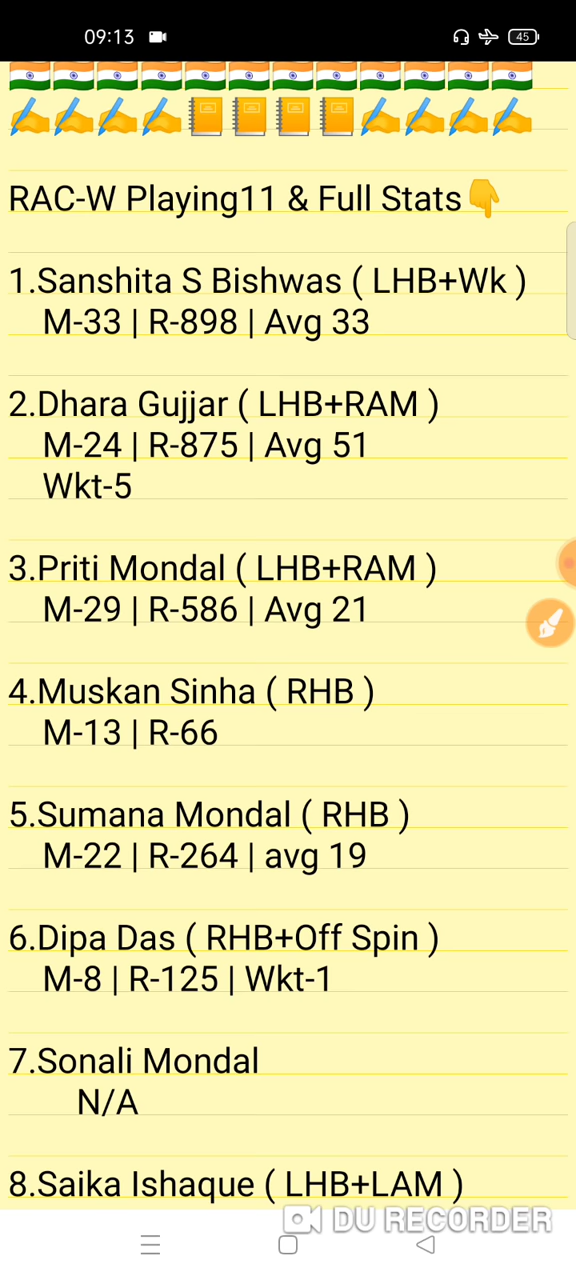 09:13
45
RAC-W Playing11 & Full Stats👇
1.Sanshita S Bishwas ( LHB+Wk )
M-33 | R-898 | Avg 33
2.Dhara Gujjar ( LHB+RAM )
M-24 | R-875 | Avg 51
Wkt-5
3.Priti Mondal ( LHB+RAM )
M-29 | R-586 | Avg 21
4.Muskan Sinha ( RHB )
M-13 | R-66
5.Sumana Mondal ( RHB )
M-22 | R-264 | avg 19
6.Dipa Das ( RHB+Off Spin )
M-8 | R-125 | Wkt-1
7.Sonali Mondal
N/A
8.Saika Ishaque ( LHB+LAM )
DU RECORDER